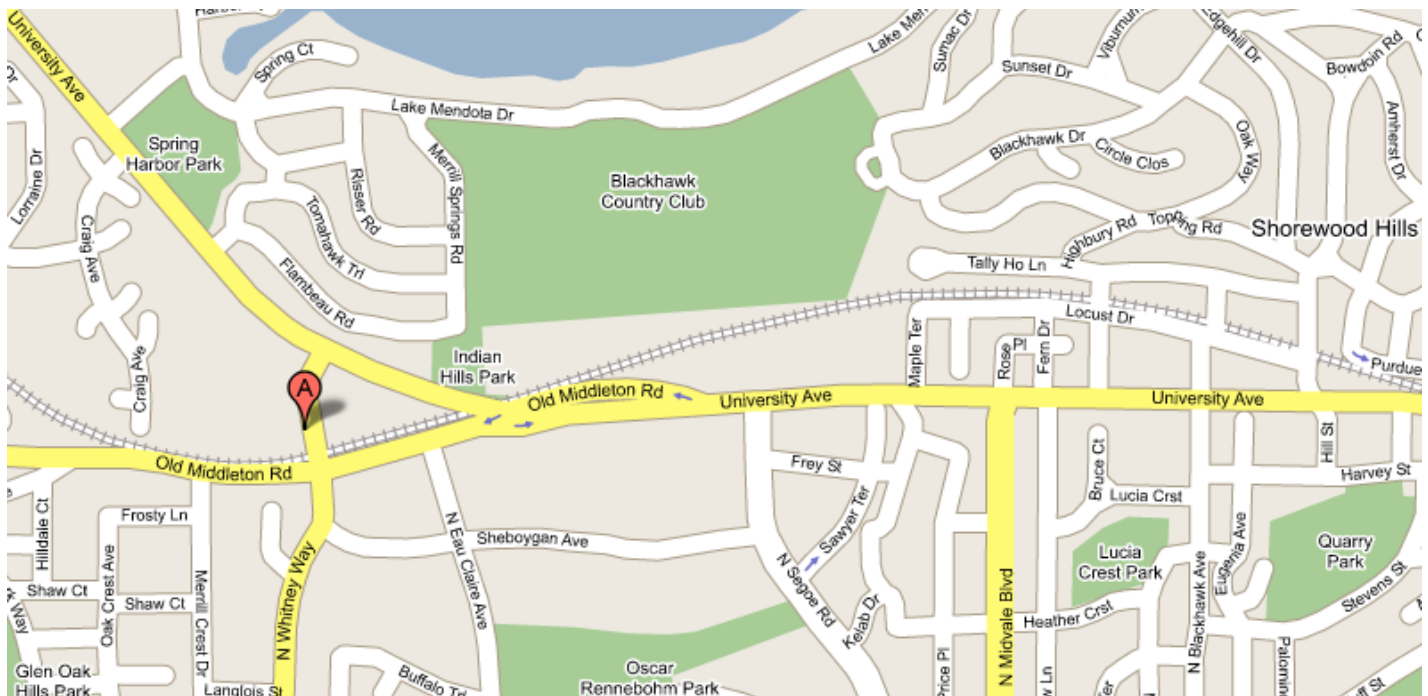 University Ave
Spring Ct
Lake Mendota Dr
Sumac Dr
Viburnum
Edgehill Dr
Sunset Dr
Bowdoin Rd
Amherst Dr
Oak Way
Blackhawk Dr
Circle Clos
Spring
Harbor Park
Lorraine Dr
Risser Rd
Merrill Springs Rd
Blackhawk
Country Club
Tomahawk Trl
Craig Ave
Flambeau Rd
Highbury Rd
Topping Rd
Shorewood Hills
Tally Ho Ln
Locust Dr
Maple Ter
Rose Pl
Fern Dr
Purdue
Indian
Hills Park
Craig Ave
A
Old Middleton Rd
University Ave
University Ave
Old Middleton Rd
Frey St
Bruce Ct
Hill St
Harvey St
Hilldale Ct
Frosty Ln
N Eau Claire Ave
Sheboygan Ave
Sawyer Ter
Lucia Crst
Eugenia Ave
Quarry
Park
Lucia
Crest Park
N Whitney Way
N Segoe Rd
N Midvale Blvd
N Blackhawk Ave
Stevens St
Shaw Ct
Shaw Ct
Oak Crest Ave
Merrill Crest Dr
Kelab Dr
Heather Crst
Price Pl
Glen Oak
Hills Park
Langlois St
Buffalo Trl
Oscar
Rennebohm Park